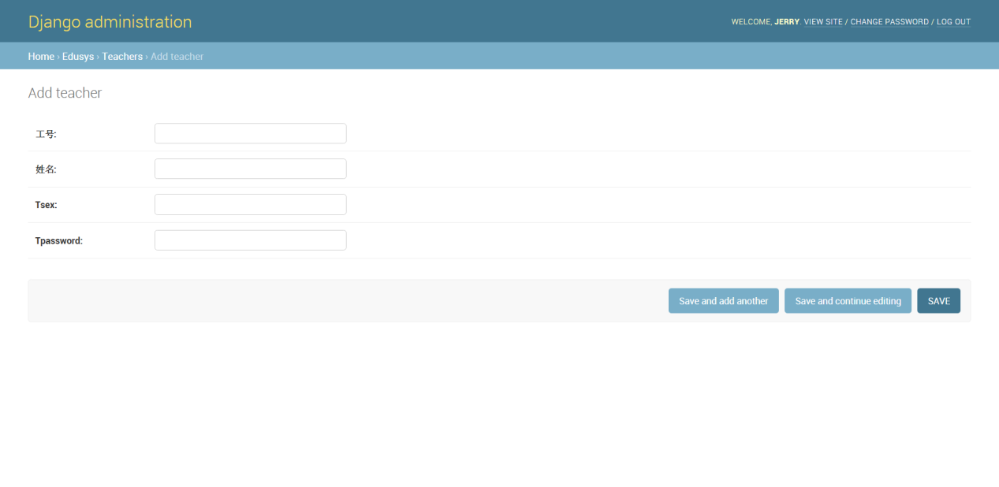 Django administration
WELCOME, JERRY. VIEW SITE / CHANGE PASSWORD / LOG OUT
Home › Edusys › Teachers › Add teacher
Add teacher
工号:
姓名:
Tsex:
Tpassword:
Save and add another
Save and continue editing
SAVE